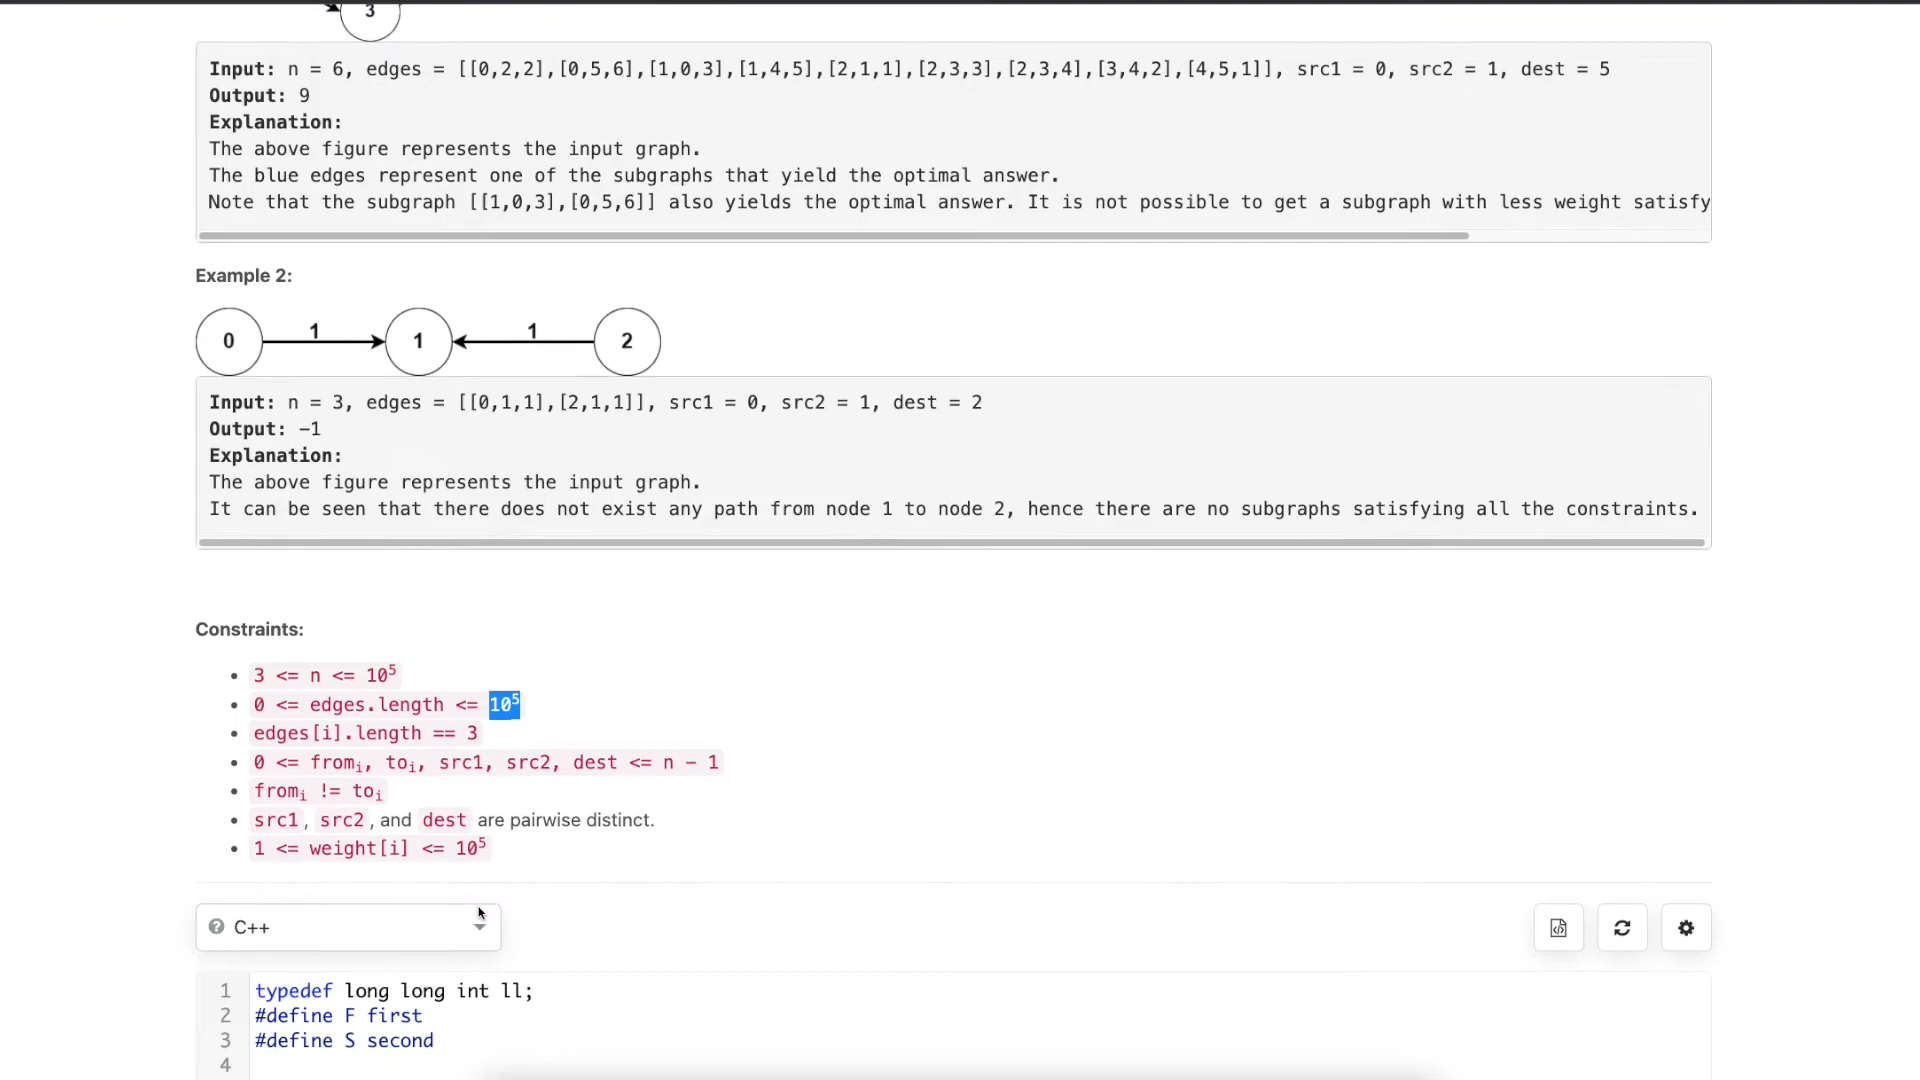 3
Input: n = 6, edges = [[0,2,2],[0,5,6],[1,0,3],[1,4,5],[2,1,1],[2,3,3],[2,3,4],[3,4,2],[4,5,1]], src1 = 0, src2 = 1, dest = 5
Output: 9
Explanation:
The above figure represents the input graph.
The blue edges represent one of the subgraphs that yield the optimal answer.
Note that the subgraph [[1,0,3],[0,5,6]] also yields the optimal answer. It is not possible to get a subgraph with less weight satisfy
Example 2:
0 1 1 1 2
Input: n = 3, edges = [[0,1,1],[2,1,1]], src1 = 0, src2 = 1, dest = 2
Output: -1
Explanation:
The above figure represents the input graph.
It can be seen that there does not exist any path from node 1 to node 2, hence there are no subgraphs satisfying all the constraints.
Constraints:
• 3 <= n <= 10⁵
• 0 <= edges.length <= 10⁵
• edges[i].length == 3
• 0 <= fromᵢ, toᵢ, src1, src2, dest <= n - 1
• fromᵢ != toᵢ
• src1, src2, and dest are pairwise distinct.
• 1 <= weight[i] <= 10⁵
? C++
1 typedef long long int ll;
2 #define F first
3 #define S second
4